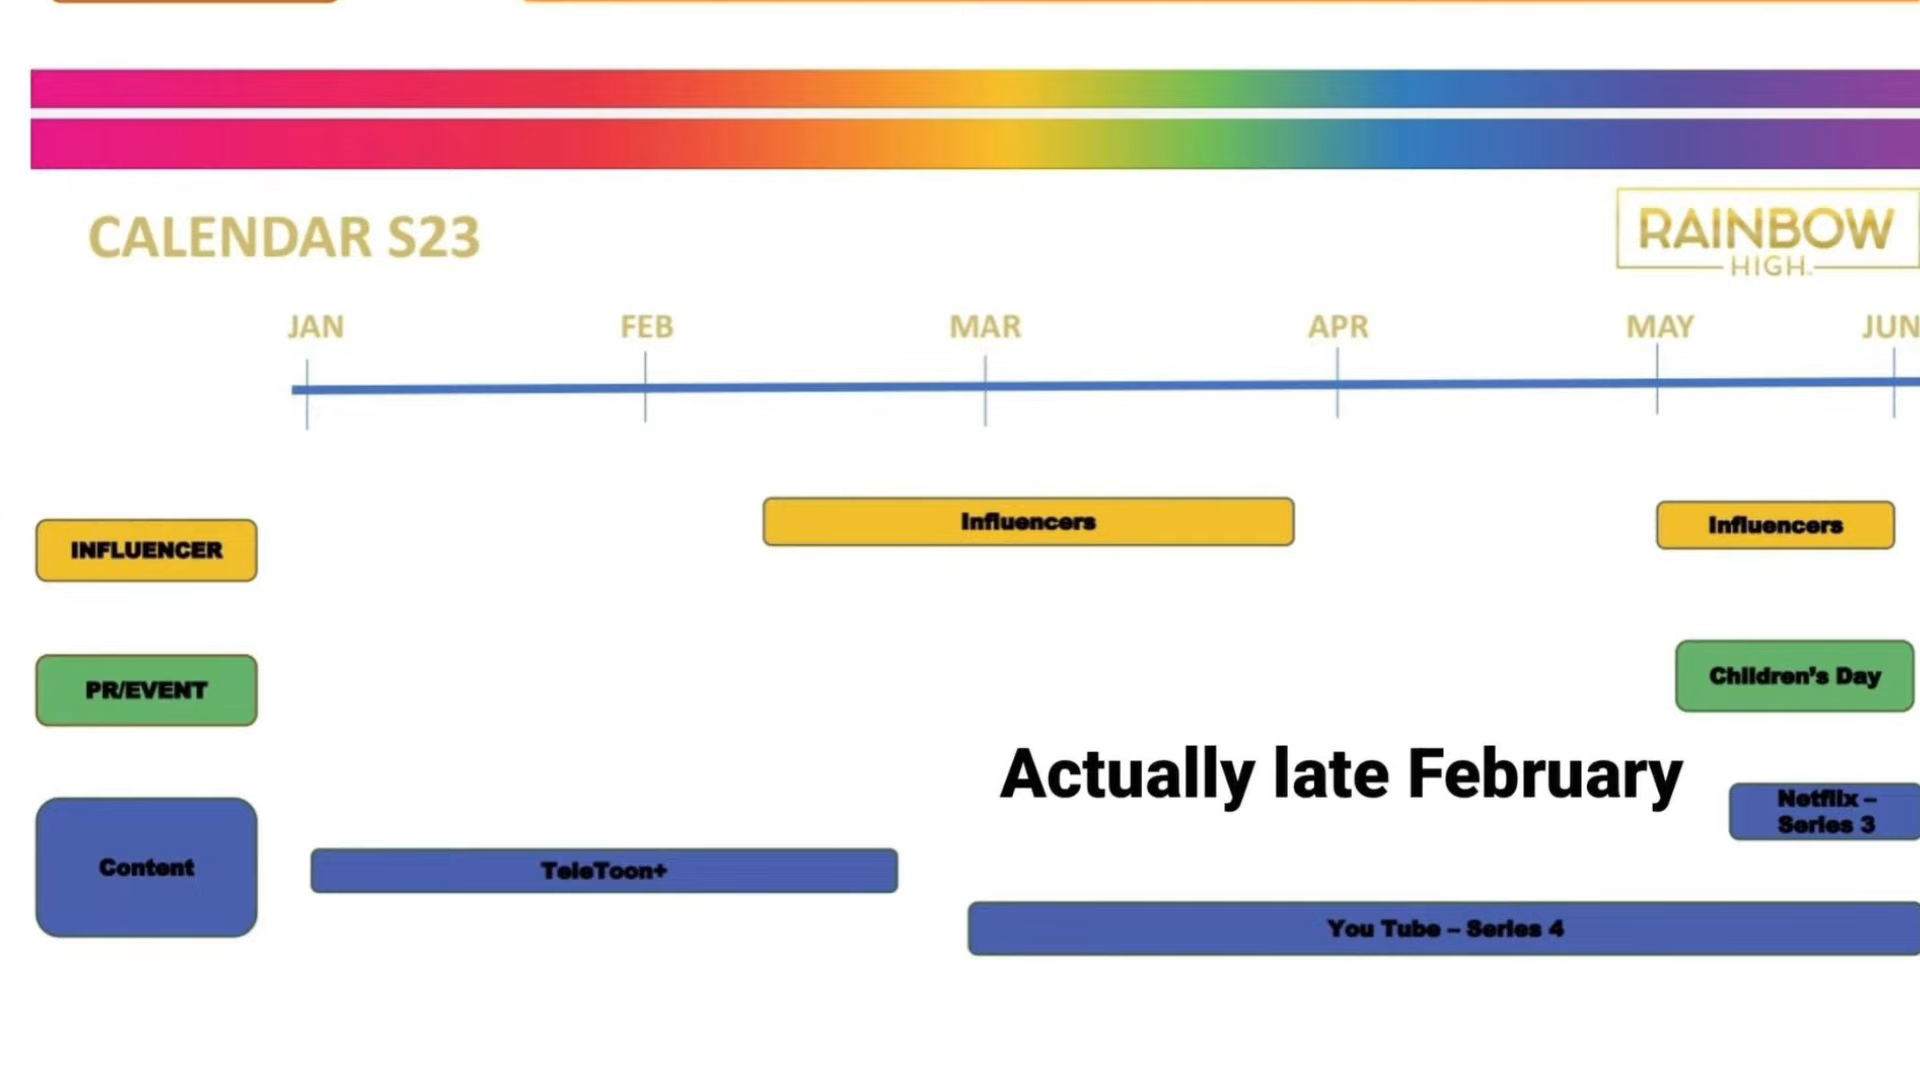 CALENDAR S23
RAINBOW
HIGH
JAN FEB MAR APR MAY JUN
INFLUENCER
Influencers
Influencers
PR/EVENT
Children's Day
Actually late February
Netflix –
Series 3
Content
TeleToon+
You Tube – Series 4